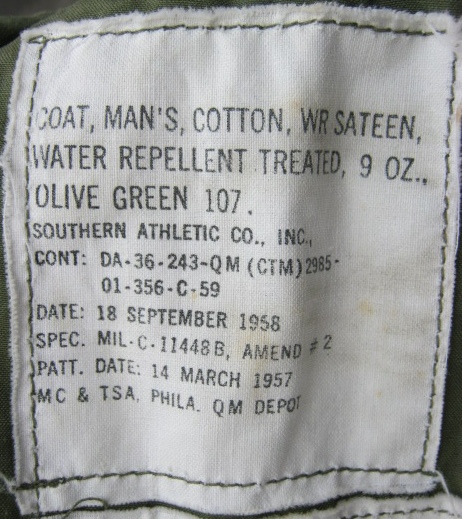 COAT, MAN'S, COTTON, WR SATEEN,
WATER REPELLENT TREATED, 9 OZ.,
OLIVE GREEN 107.
SOUTHERN ATHLETIC CO., INC.,
CONT: DA-36-243-QM (CTM) 2985-
01-356-C-59
DATE: 18 SEPTEMBER 1958
SPEC. MIL-C-11448B, AMEND #2
PATT. DATE: 14 MARCH 1957
MC & TSA, PHILA. QM DEPOT